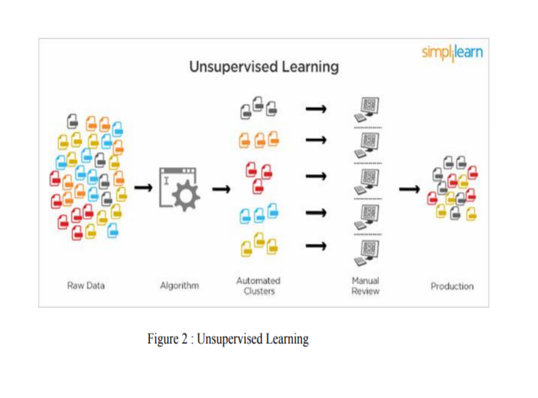 simplilearn
Unsupervised Learning
Raw Data
Algorithm
Automated
Clusters
Manual
Review
Production
Figure 2 : Unsupervised Learning